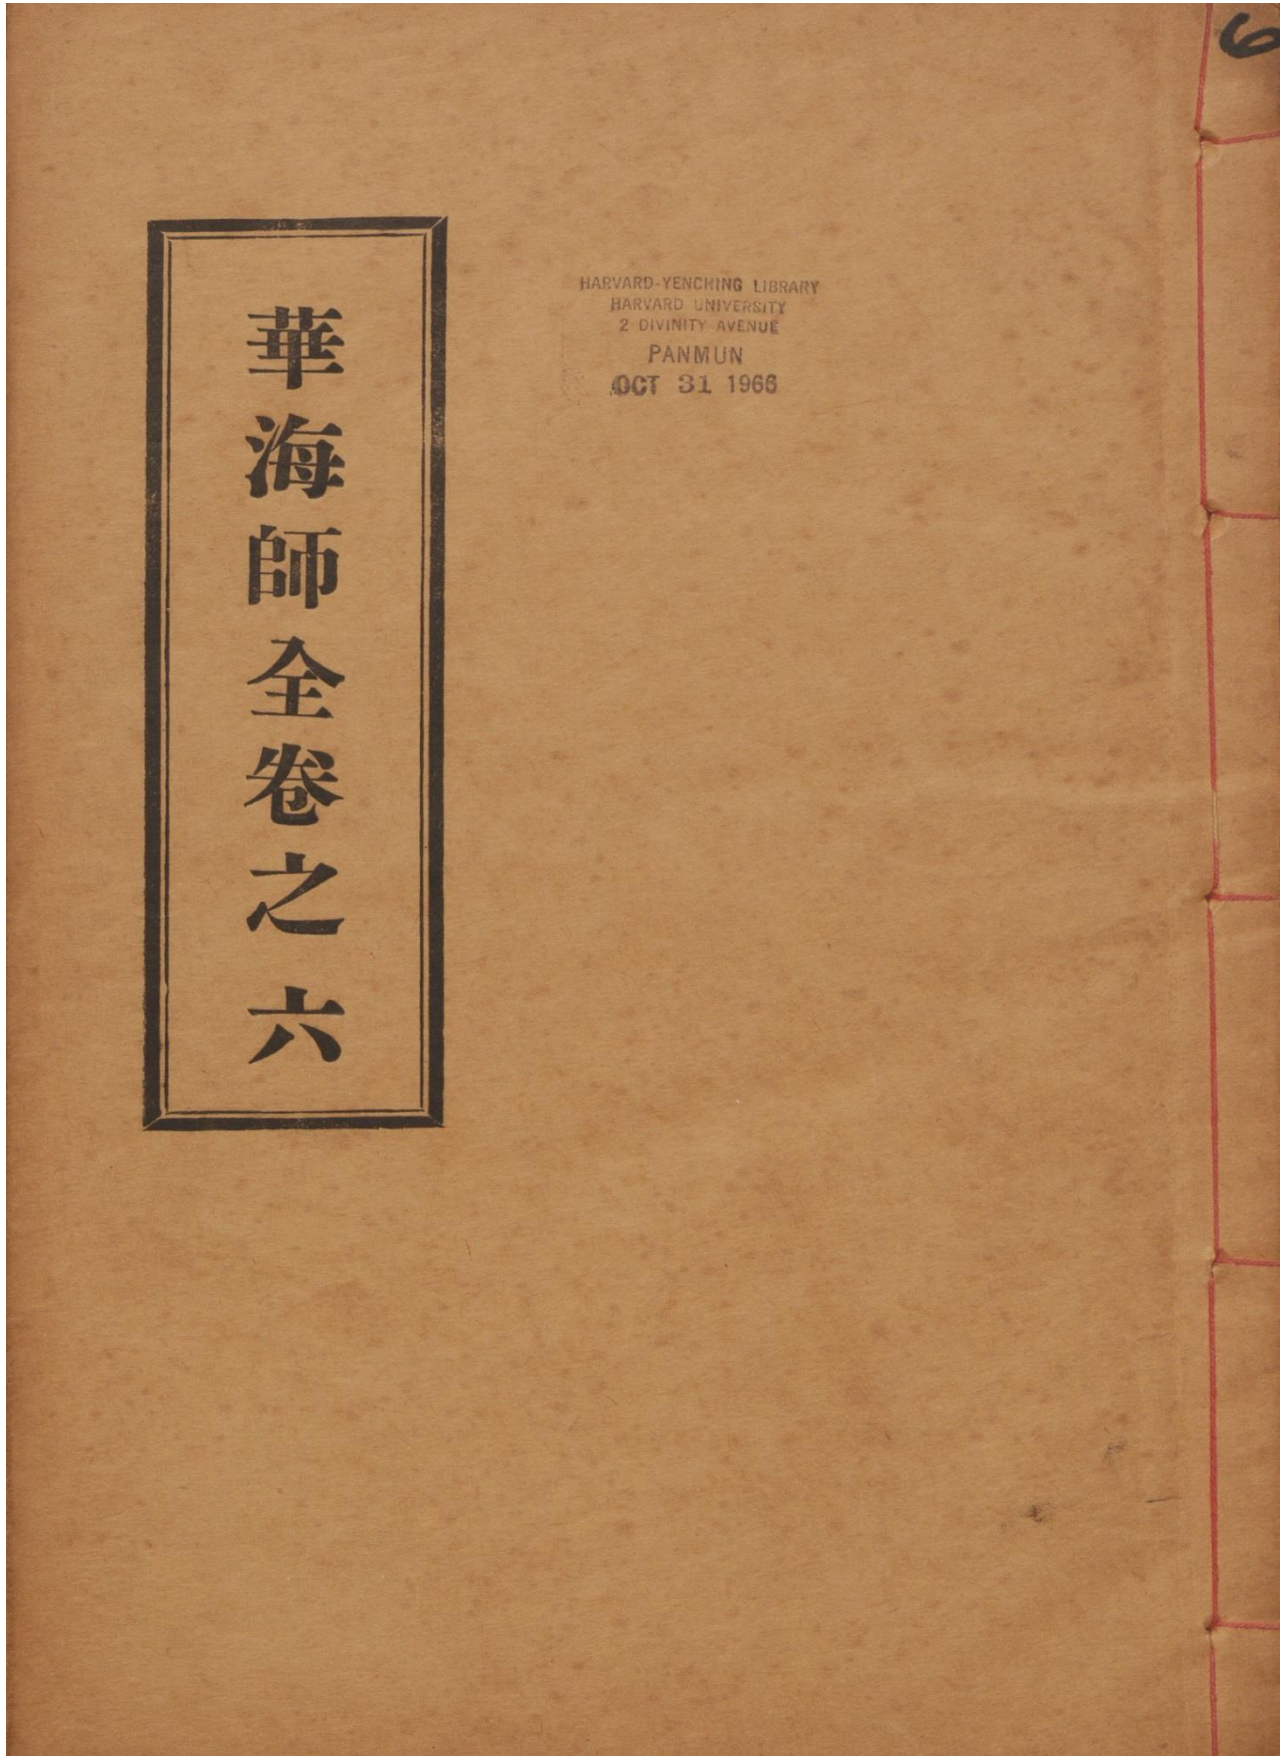 6
HARVARD-YENCHING LIBRARY
HARVARD UNIVERSITY
2 DIVINITY AVENUE
PANMUN
OCT 31 1966
華海師全卷之六